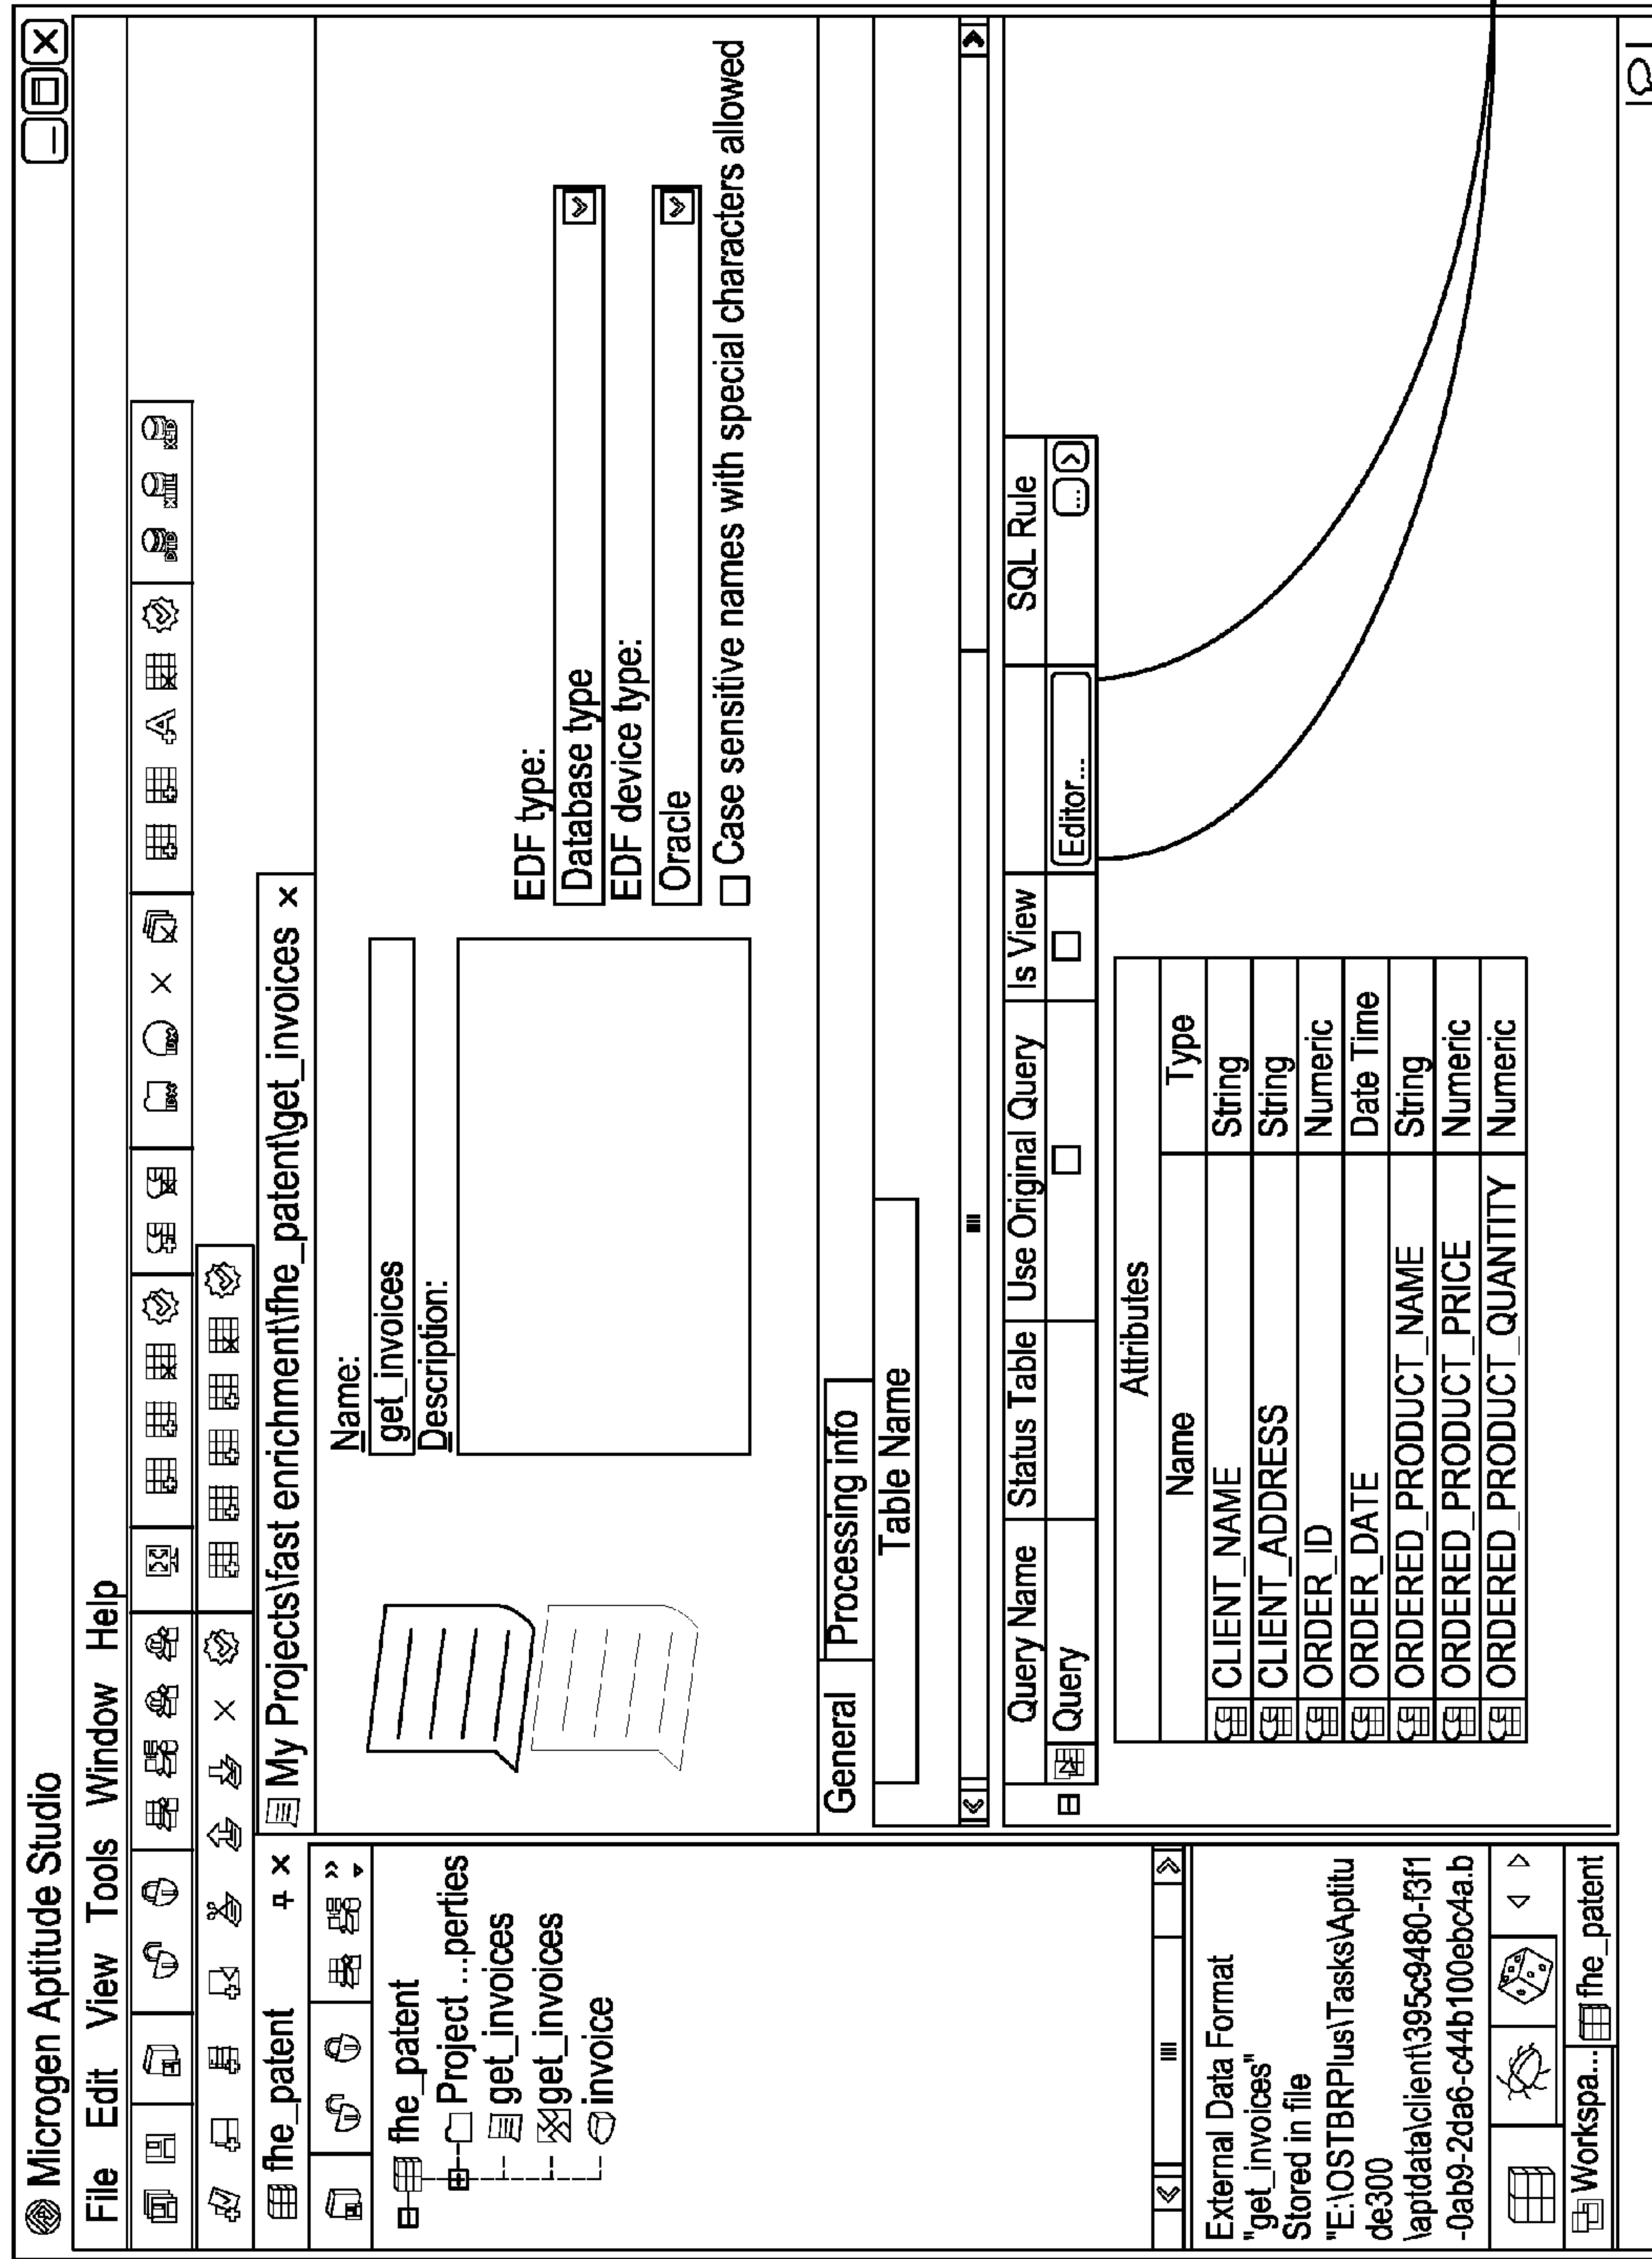 Microgen Aptitude Studio
File Edit View Tools Window Help
DTD XML XSD
fhe_patent
My Projects\fast enrichment\fhe_patent\get_invoices
fhe_patent
Project ...perties
get_invoices
get_invoices
invoice
External Data Format
"get_invoices"
Stored in file
"E:\OSTBRPlus\Tasks\Aptitu
de300
\aptdata\client\395c9480-f3f1
-0ab9-2da6-c44b100ebc4a.b
Workspa... fhe_patent
Name:
get_invoices
Description:
EDF type:
Database type
EDF device type:
Oracle
Case sensitive names with special characters allowed
General Processing info
Table Name
Query Name Status Table Use Original Query Is View SQL Rule
Query Editor... ...
Attributes
Name Type
CLIENT_NAME String
CLIENT_ADDRESS String
ORDER_ID Numeric
ORDER_DATE Date Time
ORDERED_PRODUCT_NAME String
ORDERED_PRODUCT_PRICE Numeric
ORDERED_PRODUCT_QUANTITY Numeric